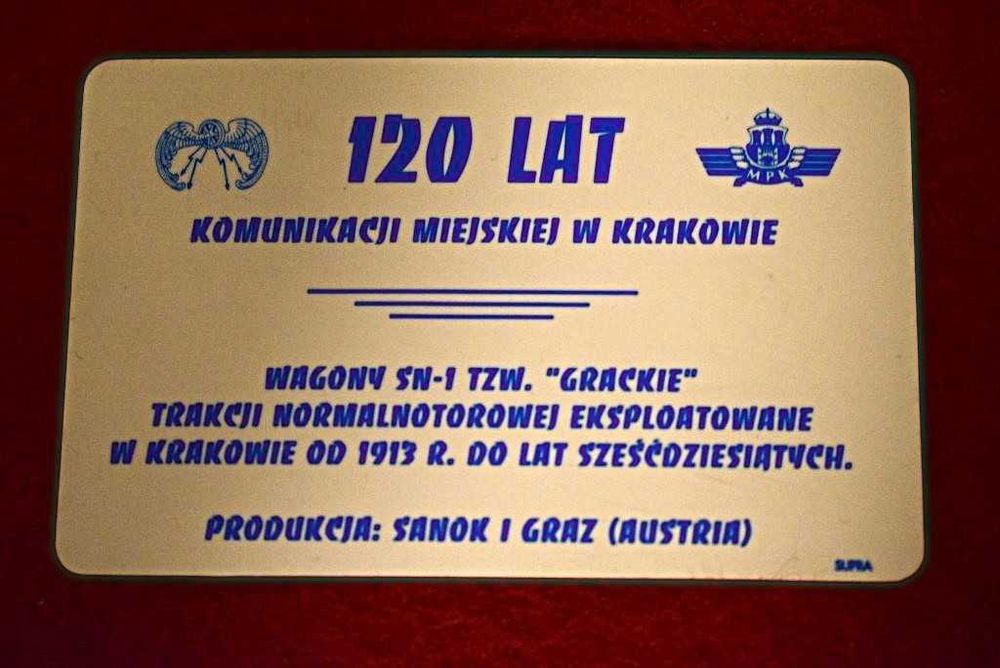 120 LAT
MPK
KOMUNIKACJI MIEJSKIEJ W KRAKOWIE
WAGONY SN-1 TZW. "GRACKIE"
TRAKCJI NORMALNOTOROWEJ EKSPLOATOWANE
W KRAKOWIE OD 1913 R. DO LAT SZEŚĆDZIESIĄTYCH.
PRODUKCJA: SANOK I GRAZ (AUSTRIA)
SUPRA